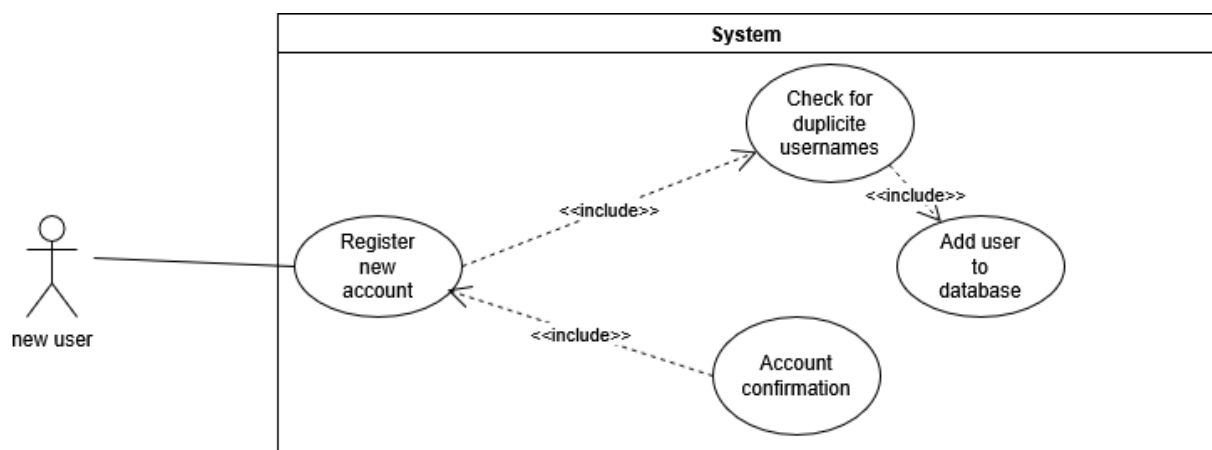 System
Check for
duplicite
usernames
<<include>>
<<include>>
Register
new
account
Add user
to
database
new user
<<include>>
Account
confirmation